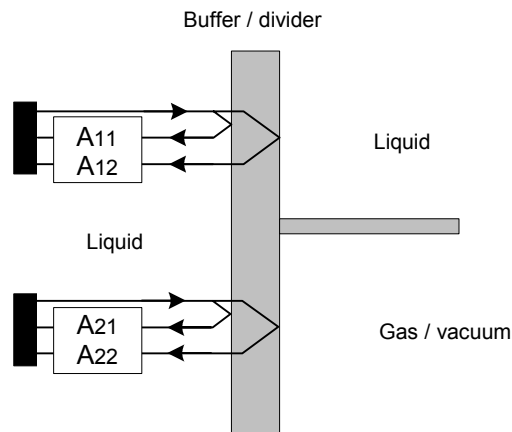 Buffer / divider
A11
A12
Liquid
Liquid
A21
A22
Gas / vacuum